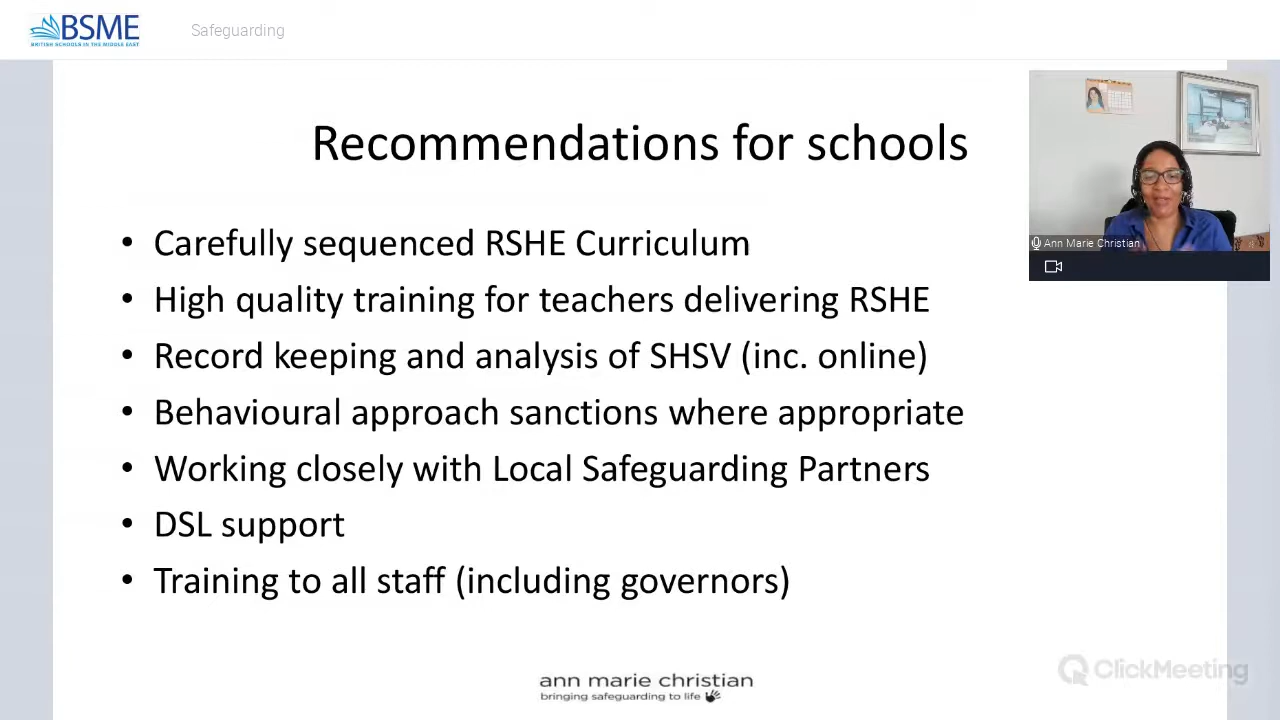 BSME
BRITISH SCHOOLS IN THE MIDDLE EAST
Safeguarding
Recommendations for schools
• Carefully sequenced RSHE Curriculum
• High quality training for teachers delivering RSHE
• Record keeping and analysis of SHSV (inc. online)
• Behavioural approach sanctions where appropriate
• Working closely with Local Safeguarding Partners
• DSL support
• Training to all staff (including governors)
Ann Marie Christian
ann marie christian
bringing safeguarding to life
ClickMeeting